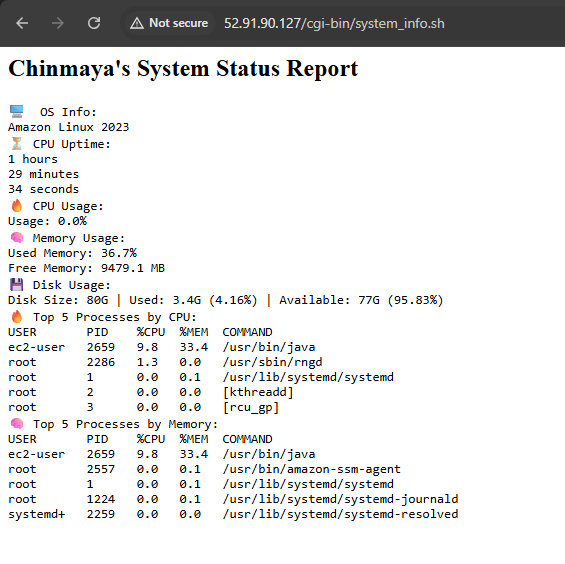 Not secure 52.91.90.127/cgi-bin/system_info.sh
Chinmaya's System Status Report
OS Info:
Amazon Linux 2023
CPU Uptime:
1 hours
29 minutes
34 seconds
CPU Usage:
Usage: 0.0%
Memory Usage:
Used Memory: 36.7%
Free Memory: 9479.1 MB
Disk Usage:
Disk Size: 80G | Used: 3.4G (4.16%) | Available: 77G (95.83%)
Top 5 Processes by CPU:
USER PID %CPU %MEM COMMAND
ec2-user 2659 9.8 33.4 /usr/bin/java
root 2286 1.3 0.0 /usr/sbin/rngd
root 1 0.0 0.1 /usr/lib/systemd/systemd
root 2 0.0 0.0 [kthreadd]
root 3 0.0 0.0 [rcu_gp]
Top 5 Processes by Memory:
USER PID %CPU %MEM COMMAND
ec2-user 2659 9.8 33.4 /usr/bin/java
root 2557 0.0 0.1 /usr/bin/amazon-ssm-agent
root 1 0.0 0.1 /usr/lib/systemd/systemd
root 1224 0.0 0.1 /usr/lib/systemd/systemd-journald
systemd+ 2259 0.0 0.0 /usr/lib/systemd/systemd-resolved